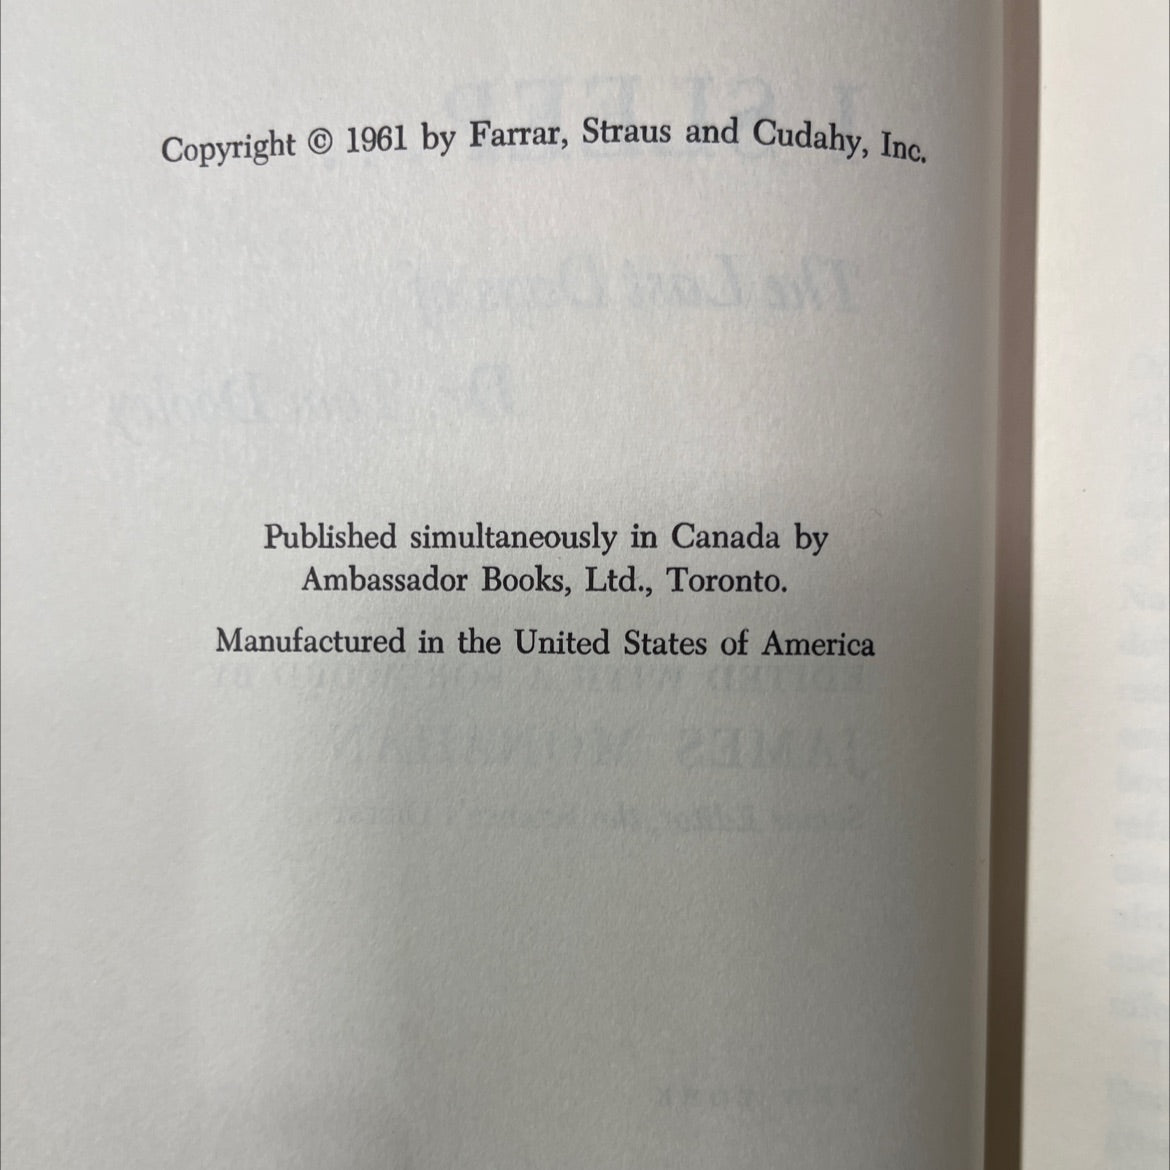 Copyright © 1961 by Farrar, Straus and Cudahy, Inc.
Published simultaneously in Canada by
Ambassador Books, Ltd., Toronto.
Manufactured in the United States of America